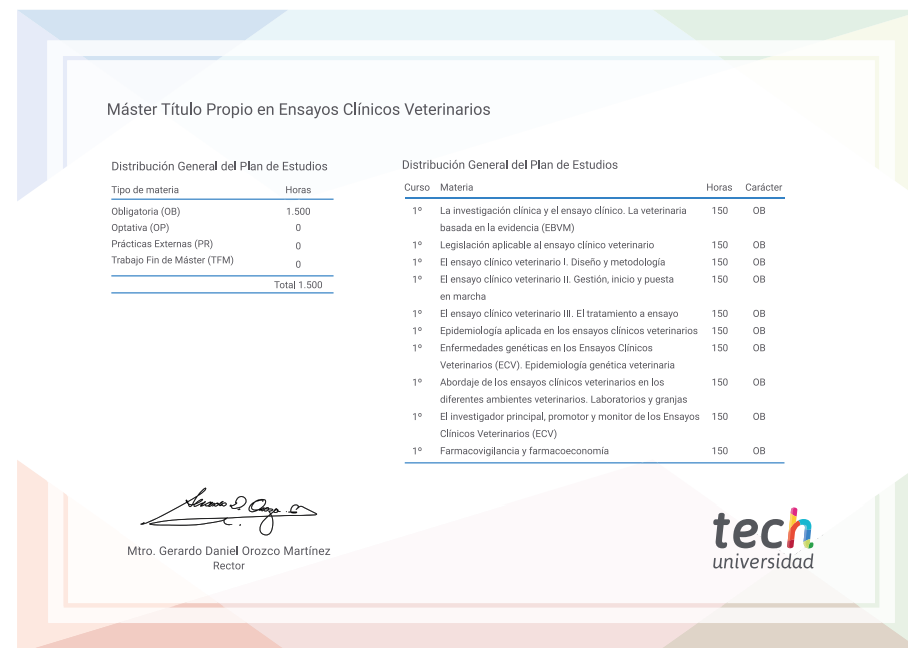 Máster Título Propio en Ensayos Clínicos Veterinarios
Distribución General del Plan de Estudios
Tipo de materia Horas
Obligatoria (OB) 1.500
Optativa (OP) 0
Prácticas Externas (PR) 0
Trabajo Fin de Máster (TFM) 0
Total 1.500
Distribución General del Plan de Estudios
Curso Materia Horas Carácter
1º La investigación clínica y el ensayo clínico. La veterinaria 150 OB
basada en la evidencia (EBVM)
1º Legislación aplicable al ensayo clínico veterinario 150 OB
1º El ensayo clínico veterinario I. Diseño y metodología 150 OB
1º El ensayo clínico veterinario II. Gestión, inicio y puesta 150 OB
en marcha
1º El ensayo clínico veterinario III. El tratamiento a ensayo 150 OB
1º Epidemiología aplicada en los ensayos clínicos veterinarios 150 OB
1º Enfermedades genéticas en los Ensayos Clínicos 150 OB
Veterinarios (ECV). Epidemiología genética veterinaria
1º Abordaje de los ensayos clínicos veterinarios en los 150 OB
diferentes ambientes veterinarios. Laboratorios y granjas
1º El investigador principal, promotor y monitor de los Ensayos 150 OB
Clínicos Veterinarios (ECV)
1º Farmacovigilancia y farmacoeconomía 150 OB
Mtro. Gerardo Daniel Orozco Martínez
Rector
tech
universidad